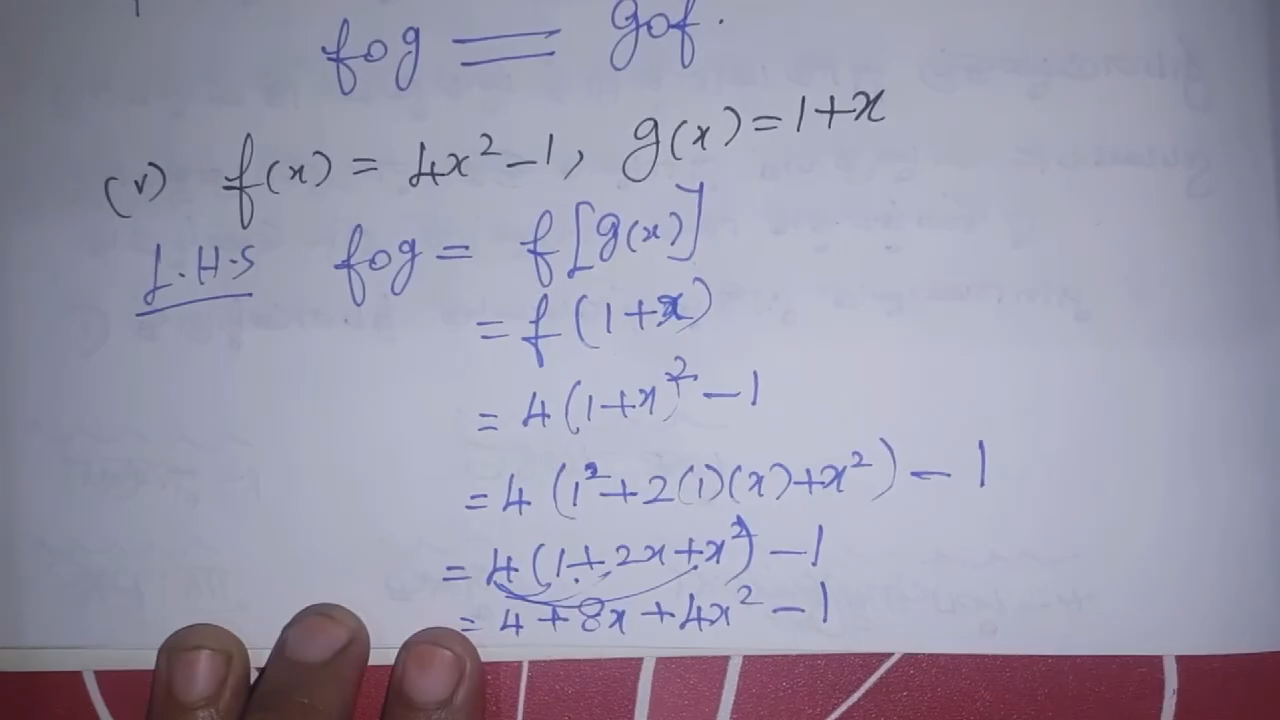 fog = gof.
(v) f(x) = 4x² - 1, g(x) = 1+x
L.H.S fog = f[g(x)]
= f(1+x)
= 4(1+x)² - 1
= 4(1²+2(1)(x)+x²) - 1
= 4(1+2x+x²) - 1
= 4+8x+4x² - 1